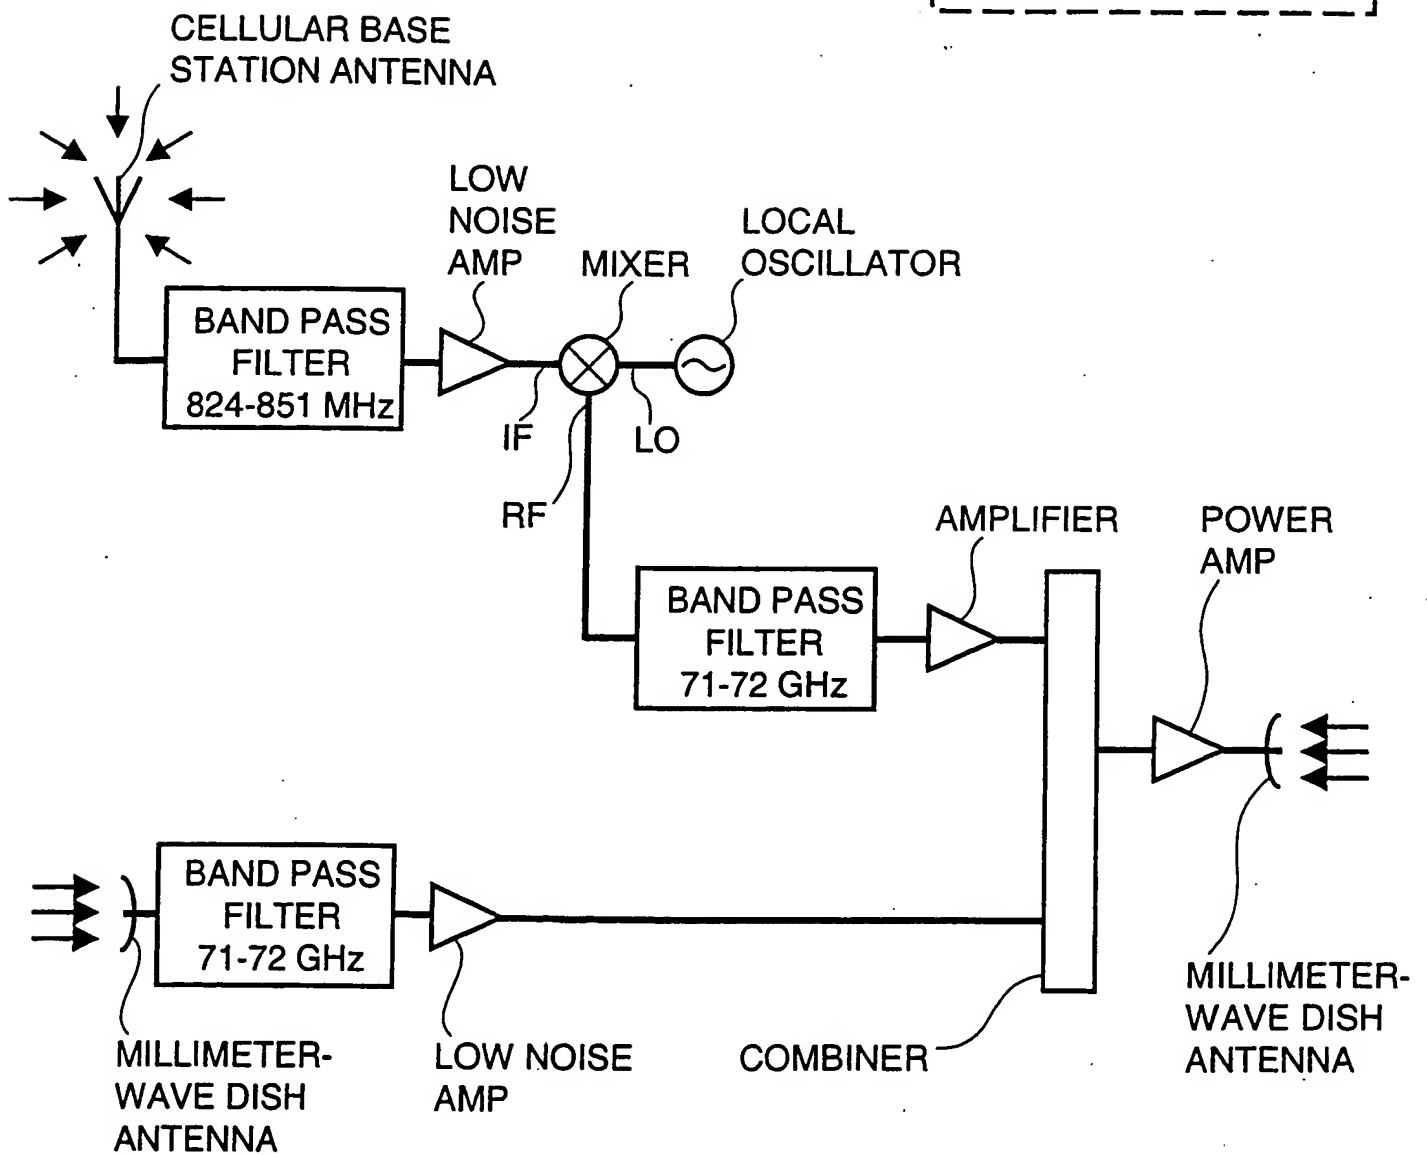 CELLULAR BASE
STATION ANTENNA
LOW
NOISE
AMP
MIXER
LOCAL
OSCILLATOR
BAND PASS
FILTER
824-851 MHz
IF
LO
RF
AMPLIFIER
POWER
AMP
BAND PASS
FILTER
71-72 GHz
BAND PASS
FILTER
71-72 GHz
MILLIMETER-
WAVE DISH
ANTENNA
LOW NOISE
AMP
COMBINER
MILLIMETER-
WAVE DISH
ANTENNA